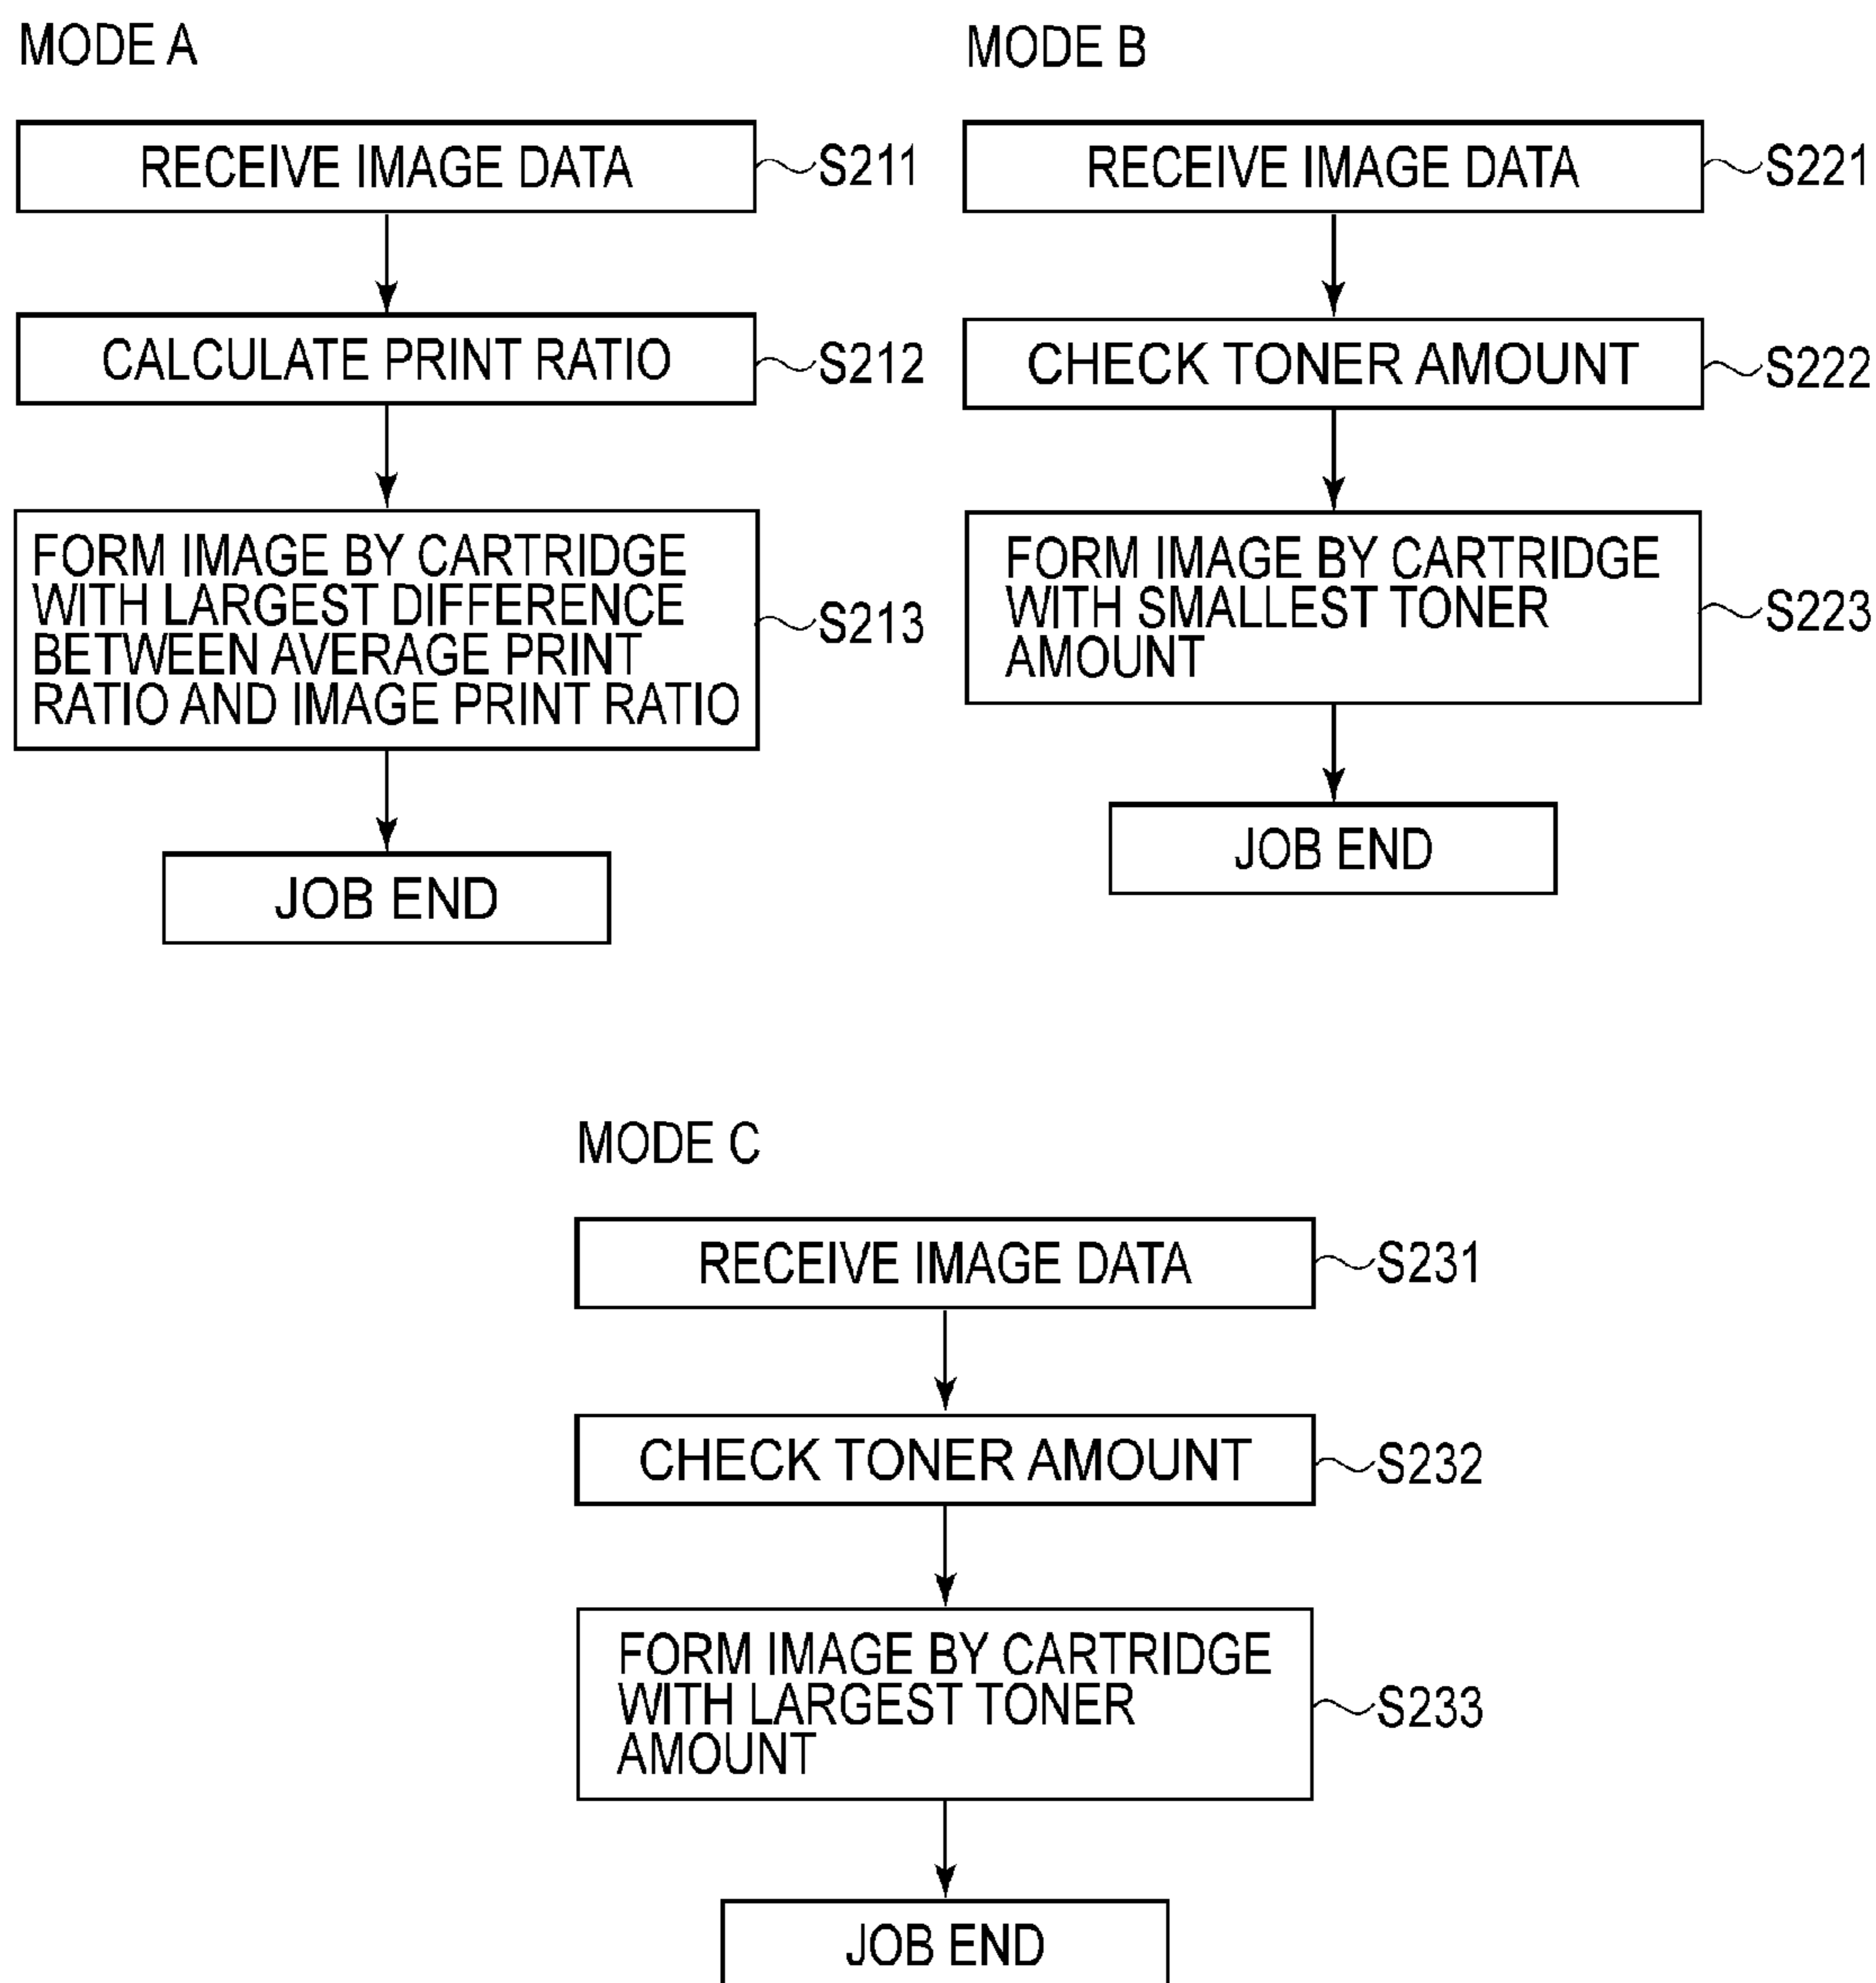 MODE A
RECEIVE IMAGE DATA
S211
CALCULATE PRINT RATIO
S212
FORM IMAGE BY CARTRIDGE
WITH LARGEST DIFFERENCE
BETWEEN AVERAGE PRINT
RATIO AND IMAGE PRINT RATIO
S213
JOB END
MODE B
RECEIVE IMAGE DATA
S221
CHECK TONER AMOUNT
S222
FORM IMAGE BY CARTRIDGE
WITH SMALLEST TONER
AMOUNT
S223
JOB END
MODE C
RECEIVE IMAGE DATA
S231
CHECK TONER AMOUNT
S232
FORM IMAGE BY CARTRIDGE
WITH LARGEST TONER
AMOUNT
S233
JOB END